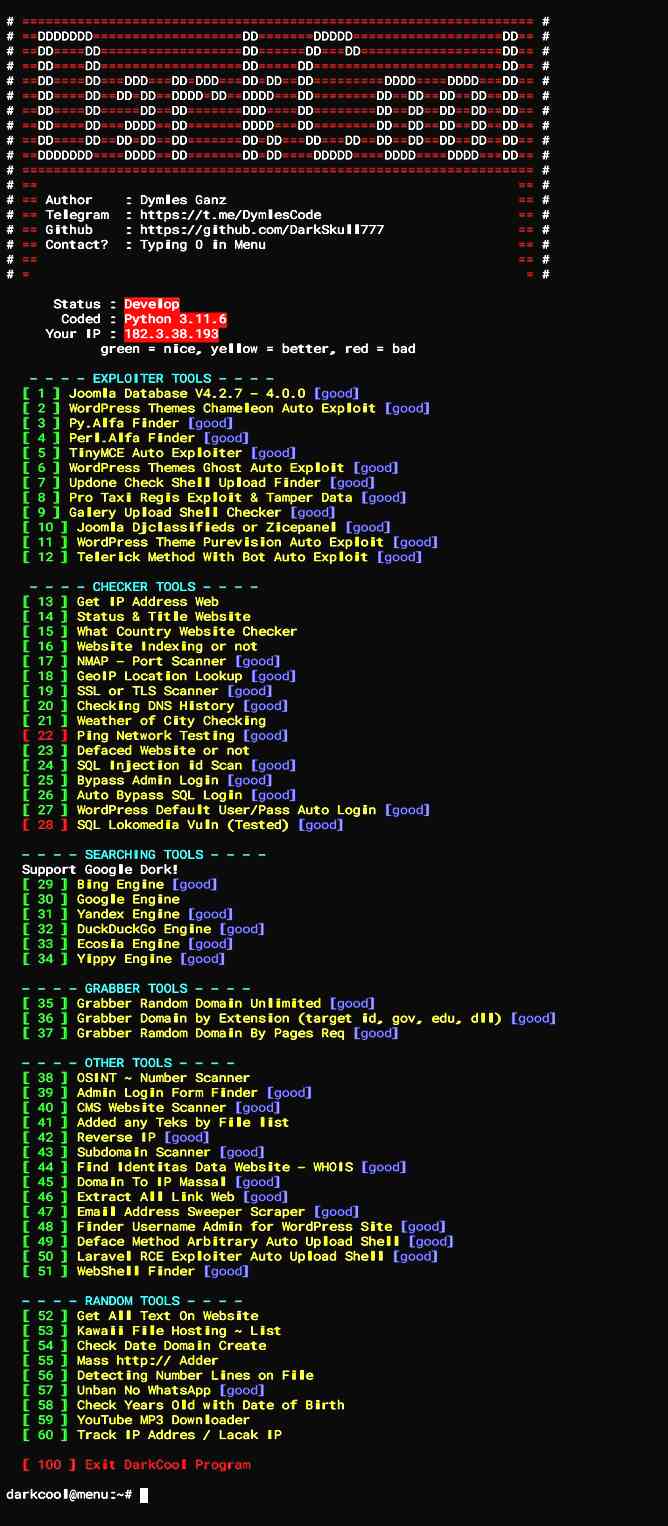 # ================================================================= #
# ==DDDDDDD===================DD=======DDDDD===================DD== #
# ==DD====DD==================DD======DD===DD==================DD== #
# ==DD=====DD=================DD=====DD========================DD== #
# ==DD=====DD===DDD===DD=DDD==DD=DD==DD=========DDDD====DDDD===DD== #
# ==DD=====DD==DD=DD==DDDD=DD=DDDD===DD========DD==DD==DD==DD==DD== #
# ==DD=====DD======DD=DD======DDD====DD========DD==DD==DD==DD==DD== #
# ==DD=====DD===DDDDD=DD======DDDD===DD========DD==DD==DD==DD==DD== #
# ==DD====DD===DD==DD=DD======DD=DD===DD===DD==DD==DD==DD==DD==DD== #
# ==DDDDDDD=====DDDD==DD======DD==DD===DDDDD====DDDD====DDDD===DD== #
# ================================================================= #
# == == #
# == Author : Dymles Ganz == #
# == Telegram : https://t.me/DymlesCode == #
# == Github : https://github.com/DarkSkull777 == #
# == Contact? : Typing 0 in Menu == #
# == == #
# = = #
Status : Develop
Coded : Python 3.11.6
Your IP : 182.3.38.193
green = nice, yellow = better, red = bad
- - - - EXPLOITER TOOLS - - - -
[ 1 ] Joomla Database V4.2.7 - 4.0.0 [good]
[ 2 ] WordPress Themes Chameleon Auto Exploit [good]
[ 3 ] Py.Alfa Finder [good]
[ 4 ] Perl.Alfa Finder [good]
[ 5 ] TinyMCE Auto Exploiter [good]
[ 6 ] WordPress Themes Ghost Auto Exploit [good]
[ 7 ] Updone Check Shell Upload Finder [good]
[ 8 ] Pro Taxi Regis Exploit & Tamper Data [good]
[ 9 ] Galery Upload Shell Checker [good]
[ 10 ] Joomla Djclassifieds or Zicepanel [good]
[ 11 ] WordPress Theme Purevision Auto Exploit [good]
[ 12 ] Telerick Method With Bot Auto Exploit [good]
- - - - CHECKER TOOLS - - - -
[ 13 ] Get IP Address Web
[ 14 ] Status & Title Website
[ 15 ] What Country Website Checker
[ 16 ] Website Indexing or not
[ 17 ] NMAP - Port Scanner [good]
[ 18 ] GeoIP Location Lookup [good]
[ 19 ] SSL or TLS Scanner [good]
[ 20 ] Checking DNS History [good]
[ 21 ] Weather of City Checking
[ 22 ] Ping Network Testing [good]
[ 23 ] Defaced Website or not
[ 24 ] SQL Injection id Scan [good]
[ 25 ] Bypass Admin Login [good]
[ 26 ] Auto Bypass SQL Login [good]
[ 27 ] WordPress Default User/Pass Auto Login [good]
[ 28 ] SQL Lokomedia Vuln (Tested) [good]
- - - - SEARCHING TOOLS - - - -
Support Google Dork!
[ 29 ] Bing Engine [good]
[ 30 ] Google Engine
[ 31 ] Yandex Engine [good]
[ 32 ] DuckDuckGo Engine [good]
[ 33 ] Ecosia Engine [good]
[ 34 ] Yippy Engine [good]
- - - - GRABBER TOOLS - - - -
[ 35 ] Grabber Random Domain Unlimited [good]
[ 36 ] Grabber Domain by Extension (target id, gov, edu, dll) [good]
[ 37 ] Grabber Ramdom Domain By Pages Req [good]
- - - - OTHER TOOLS - - - -
[ 38 ] OSINT ~ Number Scanner
[ 39 ] Admin Login Form Finder [good]
[ 40 ] CMS Website Scanner [good]
[ 41 ] Added any Teks by File list
[ 42 ] Reverse IP [good]
[ 43 ] Subdomain Scanner [good]
[ 44 ] Find Identitas Data Website - WHOIS [good]
[ 45 ] Domain To IP Massal [good]
[ 46 ] Extract All Link Web [good]
[ 47 ] Email Address Sweeper Scraper [good]
[ 48 ] Finder Username Admin for WordPress Site [good]
[ 49 ] Deface Method Arbitrary Auto Upload Shell [good]
[ 50 ] Laravel RCE Exploiter Auto Upload Shell [good]
[ 51 ] WebShell Finder [good]
- - - - RANDOM TOOLS - - - -
[ 52 ] Get All Text On Website
[ 53 ] Kawaii File Hosting ~ List
[ 54 ] Check Date Domain Create
[ 55 ] Mass http:// Adder
[ 56 ] Detecting Number Lines on File
[ 57 ] Unban No WhatsApp [good]
[ 58 ] Check Years Old with Date of Birth
[ 59 ] YouTube MP3 Downloader
[ 60 ] Track IP Addres / Lacak IP
[ 100 ] Exit DarkCool Program
darkcool@menu:~#